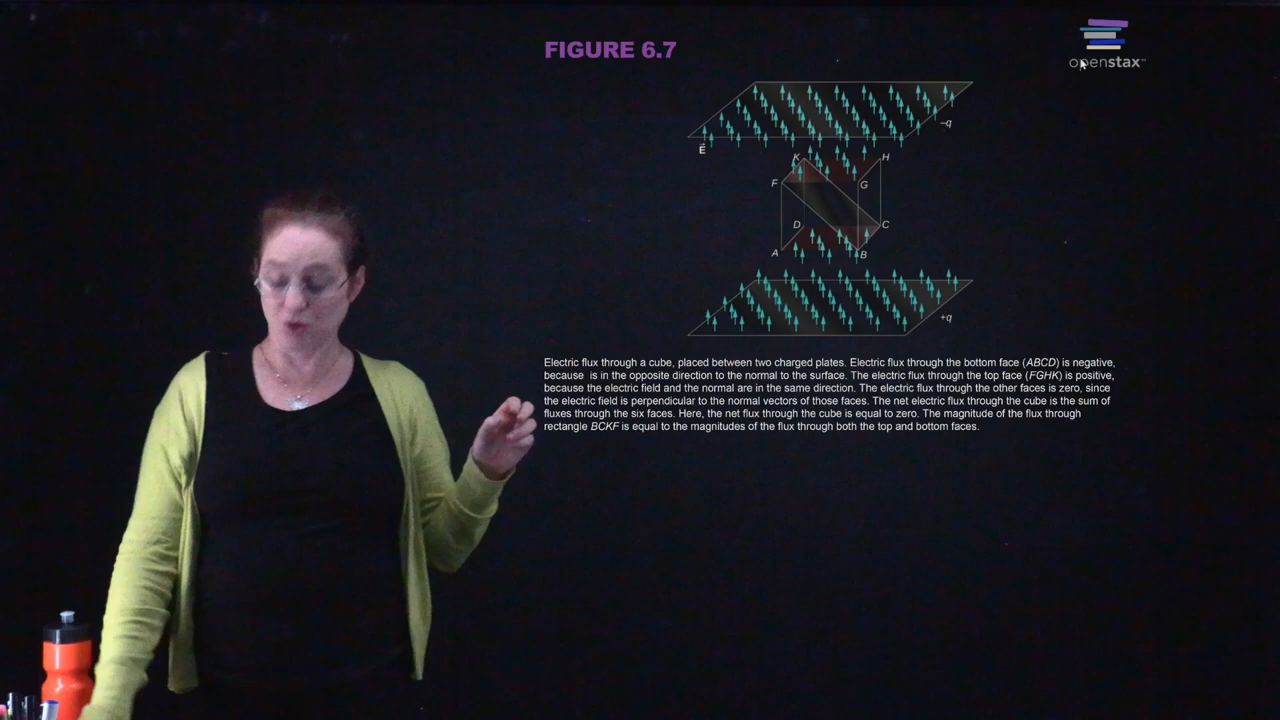 FIGURE 6.7
openstax™
–q
E
K
H
F
G
D
C
A
B
+q
Electric flux through a cube, placed between two charged plates. Electric flux through the bottom face (ABCD) is negative,
because is in the opposite direction to the normal to the surface. The electric flux through the top face (FGHK) is positive,
because the electric field and the normal are in the same direction. The electric flux through the other faces is zero, since
the electric field is perpendicular to the normal vectors of those faces. The net electric flux through the cube is the sum of
fluxes through the six faces. Here, the net flux through the cube is equal to zero. The magnitude of the flux through
rectangle BCKF is equal to the magnitudes of the flux through both the top and bottom faces.